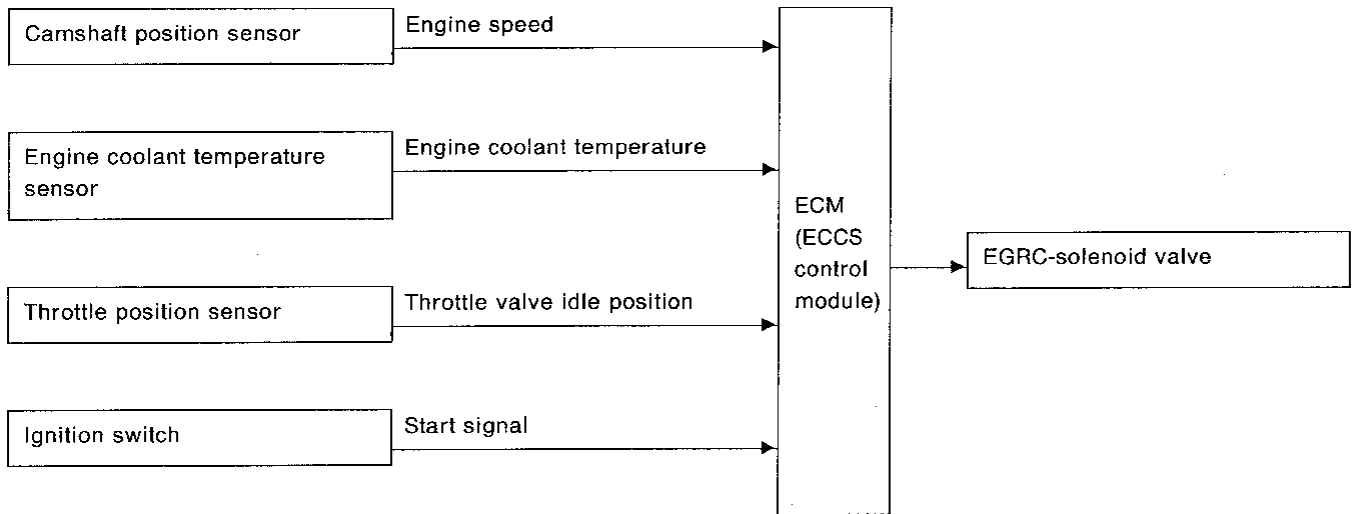 Camshaft position sensor
Engine speed
Engine coolant temperature
sensor
Engine coolant temperature
Throttle position sensor
Throttle valve idle position
Ignition switch
Start signal
ECM
(ECCS
control
module)
EGRC-solenoid valve